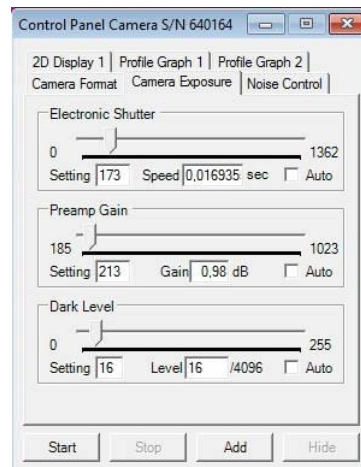 Control Panel Camera S/N 640164
2D Display 1 Profile Graph 1 Profile Graph 2
Camera Format Camera Exposure Noise Control
Electronic Shutter
0 1362
Setting 173 Speed 0,016935 sec Auto
Preamp Gain
185 1023
Setting 213 Gain 0,98 dB Auto
Dark Level
0 255
Setting 16 Level 16 /4096 Auto
Start Stop Add Hide